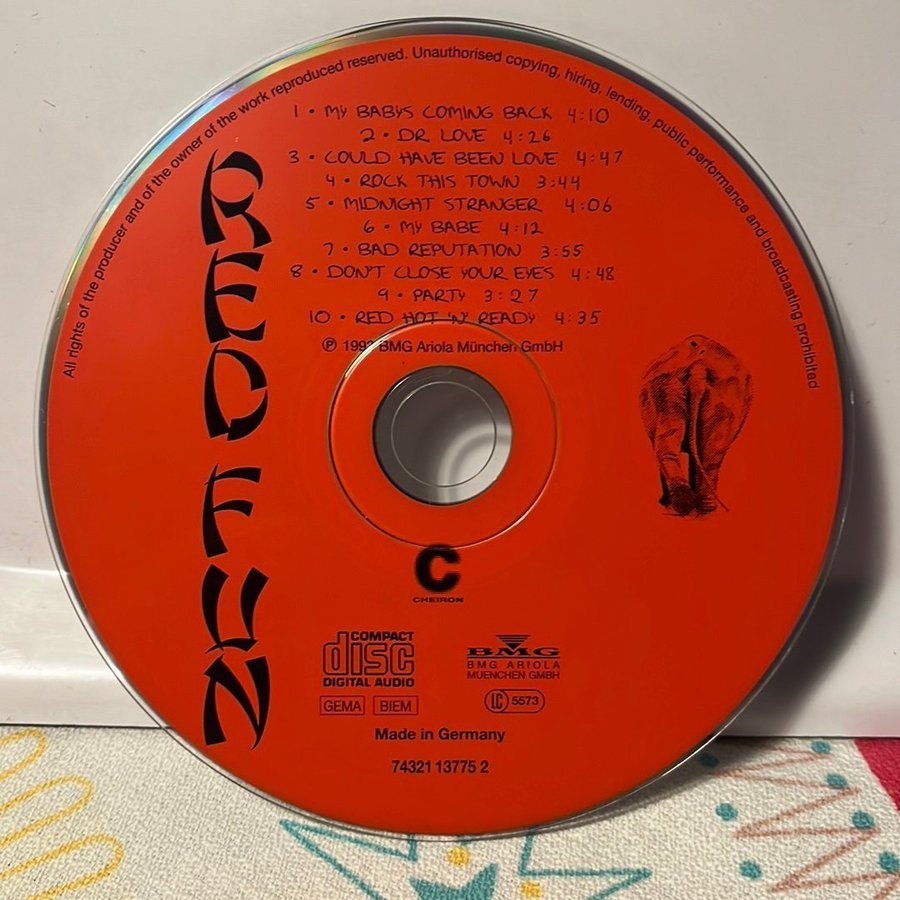 All rights of the producer and of the owner of the work reproduced reserved. Unauthorised copying, hiring, lending, public performance and broadcasting prohibited
RED FUN
1 • MY BABYS COMING BACK 4:10
2 • DR. LOVE 4:26
3 • COULD HAVE BEEN LOVE 4:47
4 • ROCK THIS TOWN 3:44
5 • MIDNIGHT STRANGER 4:06
6 • MY BABE 4:12
7 • BAD REPUTATION 3:55
8 • DON'T CLOSE YOUR EYES 4:48
9 • PARTY 3:27
10 • RED HOT 'N' READY 4:35
℗ BMG Ariola München GmbH
C
CHEIRON
COMPACT
disc
DIGITAL AUDIO
BMG
BMG ARIOLA
MUENCHEN GMBH
GEMA BIEM
LC 5573
Made in Germany
74321 13775 2